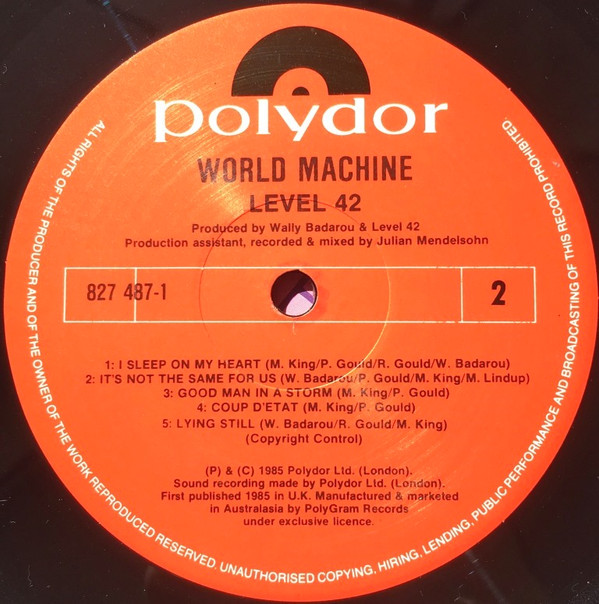 polydor
WORLD MACHINE
LEVEL 42
Produced by Wally Badarou & Level 42
Production assistant, recorded & mixed by Julian Mendelsohn
827 487-1
2
1: I SLEEP ON MY HEART (M. King/P. Gould/R. Gould/W. Badarou)
2: IT'S NOT THE SAME FOR US (W. Badarou/P. Gould/M. King/M. Lindup)
3: GOOD MAN IN A STORM (M. King/P. Gould)
4: COUP D'ETAT (M. King/P. Gould)
5: LYING STILL (W. Badarou/R. Gould/M. King)
(Copyright Control)
(P) & (C) 1985 Polydor Ltd. (London).
Sound recording made by Polydor Ltd. (London).
First published 1985 in U.K. Manufactured & marketed
in Australasia by PolyGram Records
under exclusive licence.
ALL RIGHTS OF THE PRODUCER AND OF THE OWNER OF THE WORK REPRODUCED RESERVED. UNAUTHORISED COPYING, HIRING, LENDING, PUBLIC PERFORMANCE AND BROADCASTING OF THIS RECORD PROHIBITED.